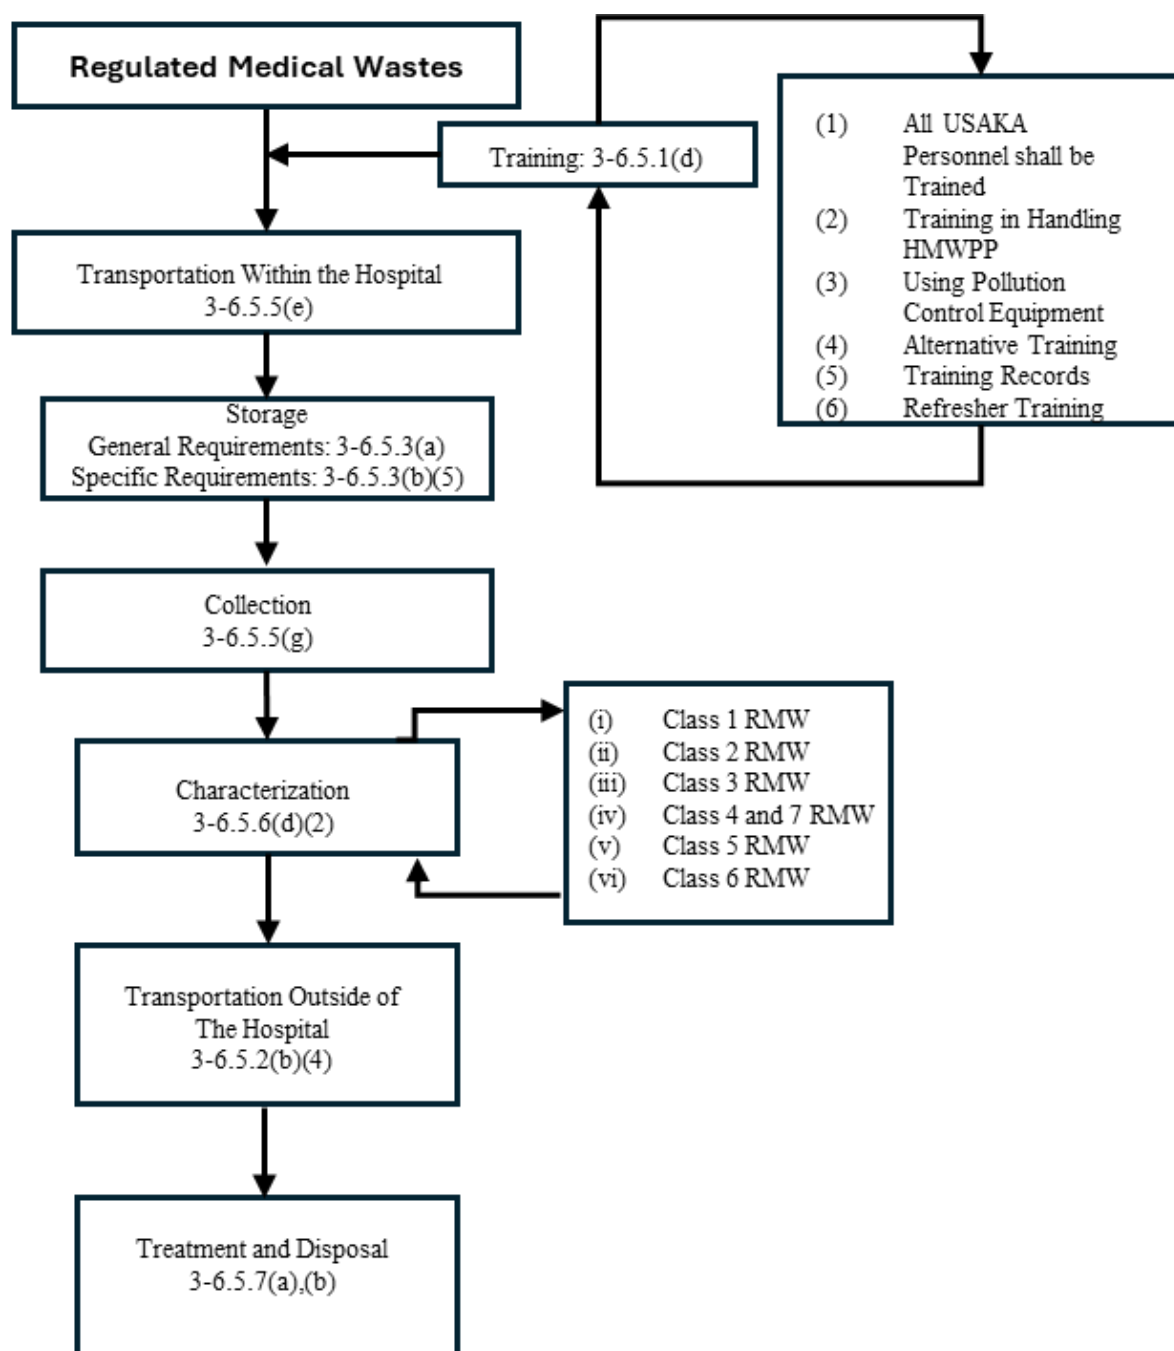 Regulated Medical Wastes
Training: 3-6.5.1(d)
(1) All USAKA
Personnel shall be
Trained
(2) Training in Handling
HMWPP
(3) Using Pollution
Control Equipment
(4) Alternative Training
(5) Training Records
(6) Refresher Training
Transportation Within the Hospital
3-6.5.5(e)
Storage
General Requirements: 3-6.5.3(a)
Specific Requirements: 3-6.5.3(b)(5)
Collection
3-6.5.5(g)
Characterization
3-6.5.6(d)(2)
(i) Class 1 RMW
(ii) Class 2 RMW
(iii) Class 3 RMW
(iv) Class 4 and 7 RMW
(v) Class 5 RMW
(vi) Class 6 RMW
Transportation Outside of
The Hospital
3-6.5.2(b)(4)
Treatment and Disposal
3-6.5.7(a),(b)